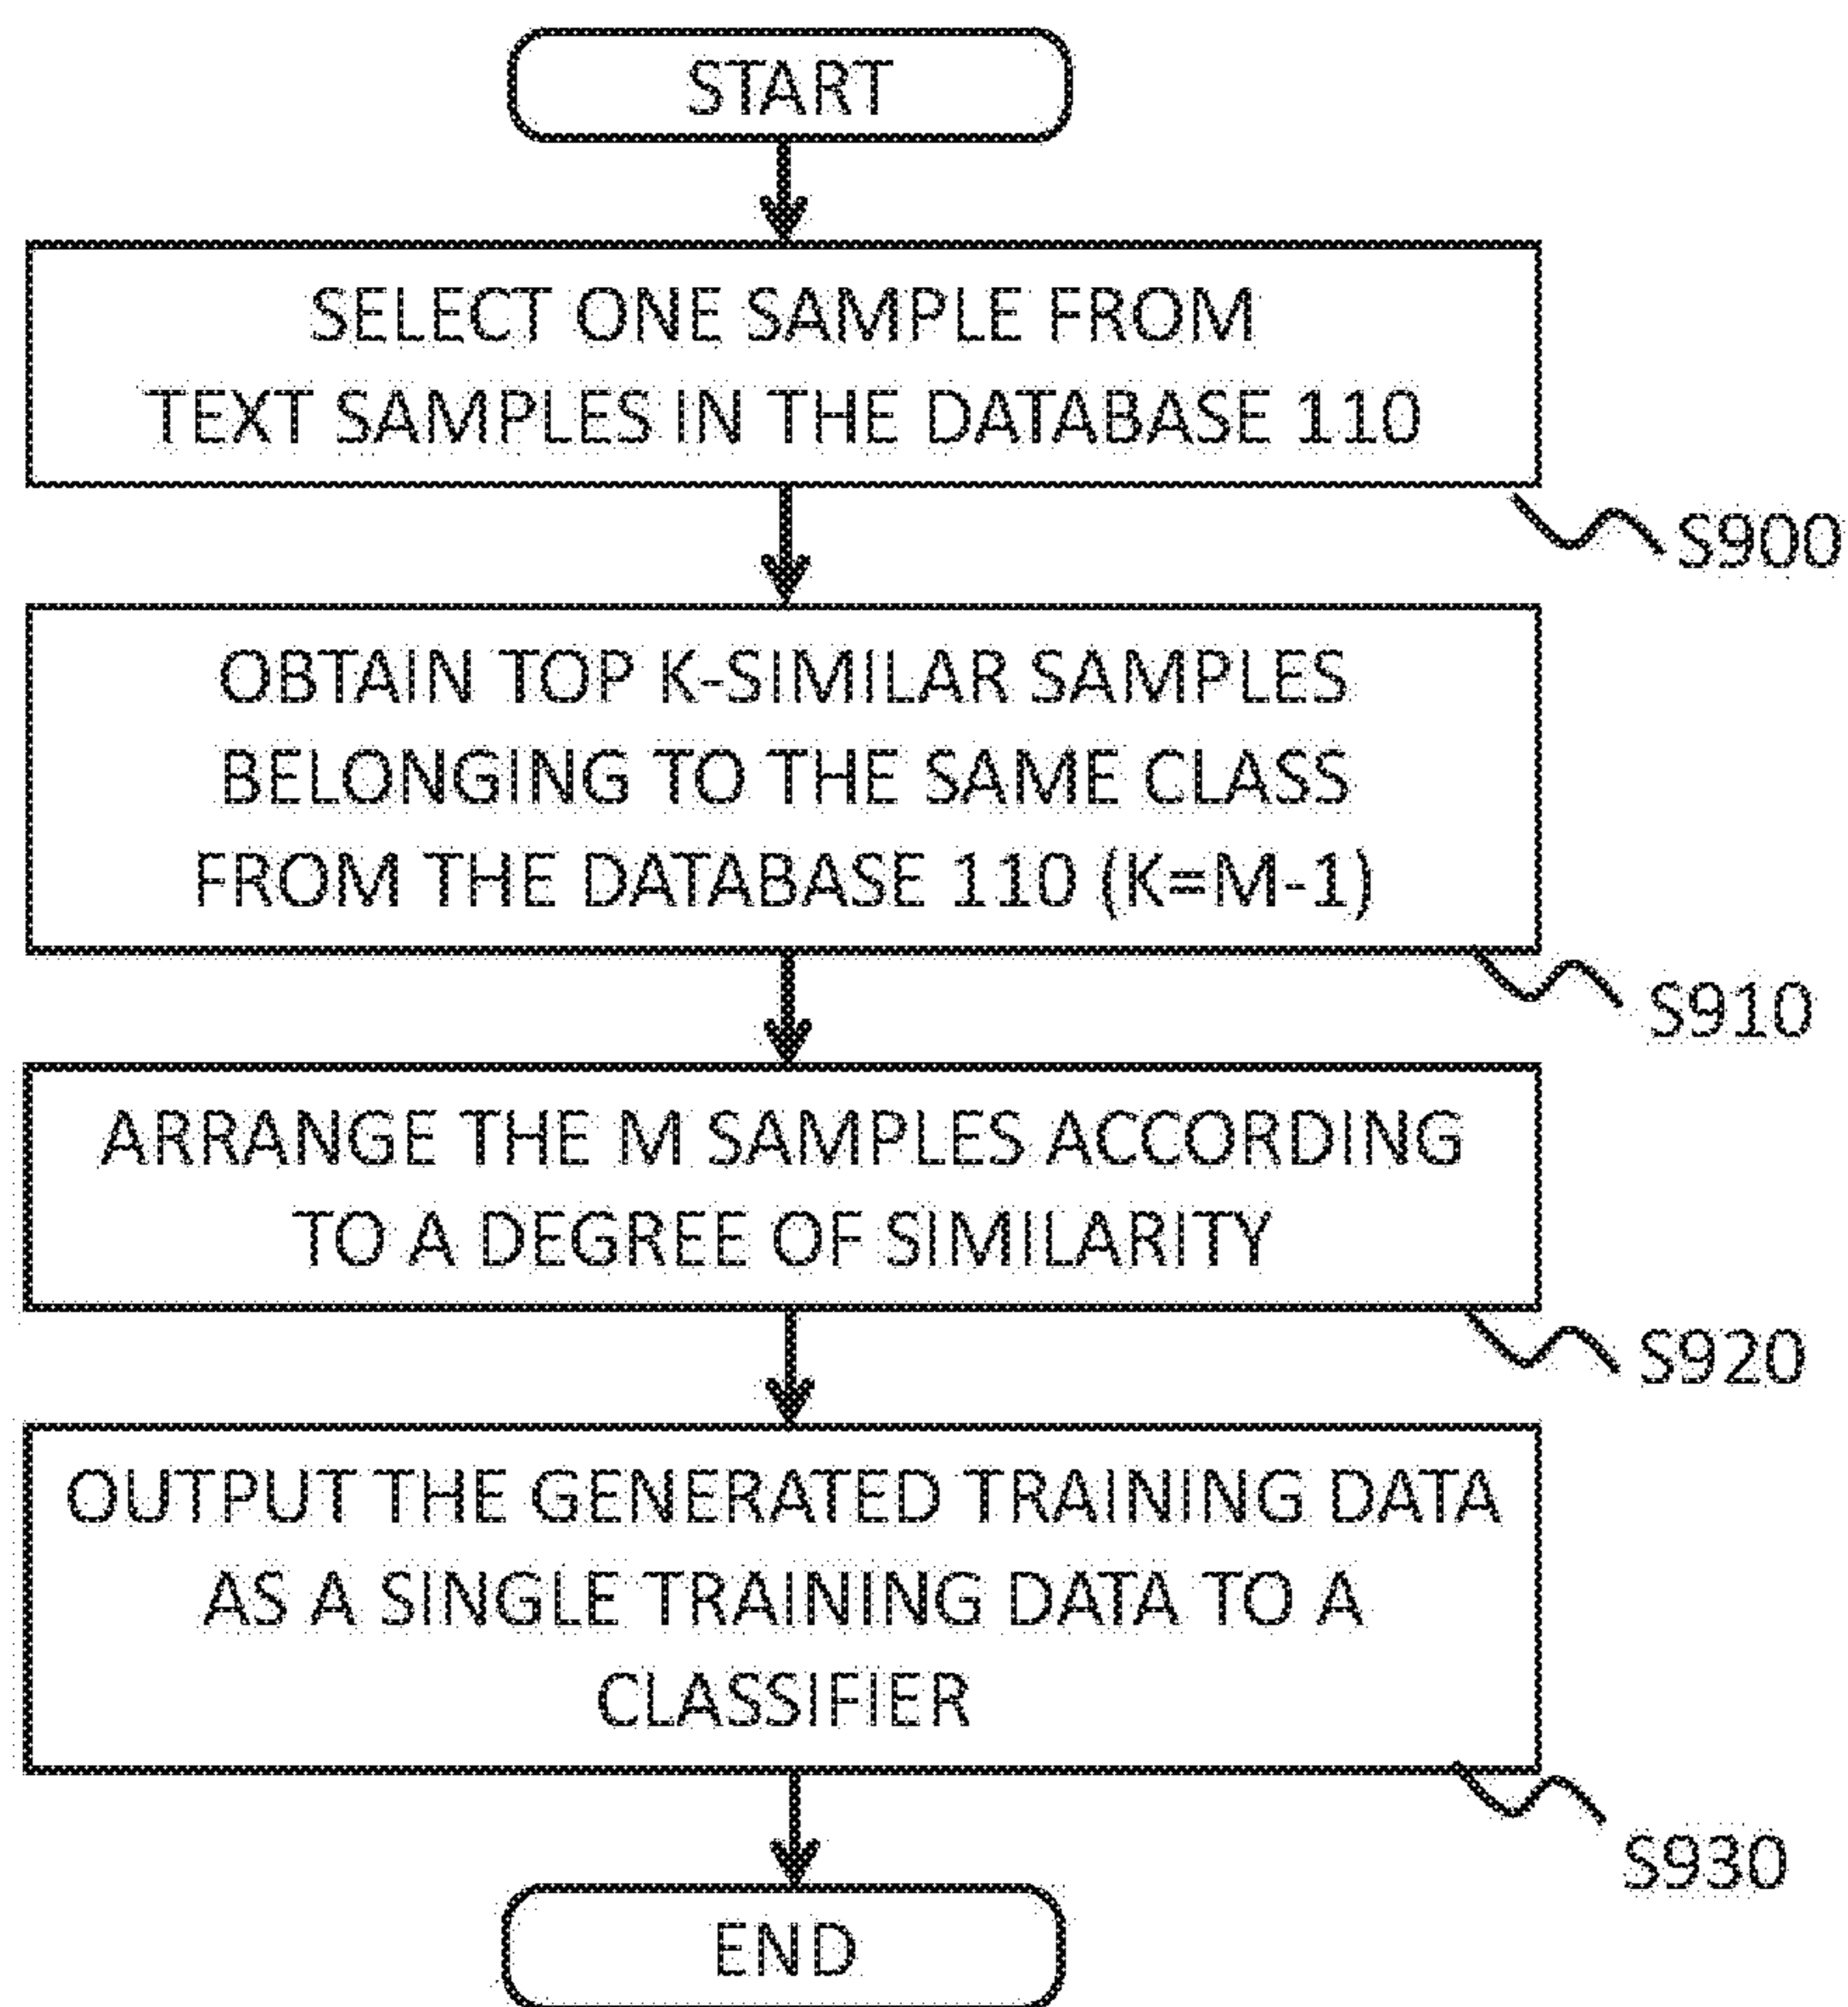 START
SELECT ONE SAMPLE FROM
TEXT SAMPLES IN THE DATABASE 110
S900
OBTAIN TOP K-SIMILAR SAMPLES
BELONGING TO THE SAME CLASS
FROM THE DATABASE 110 (K=M-1)
S910
ARRANGE THE M SAMPLES ACCORDING
TO A DEGREE OF SIMILARITY
S920
OUTPUT THE GENERATED TRAINING DATA
AS A SINGLE TRAINING DATA TO A
CLASSIFIER
S930
END